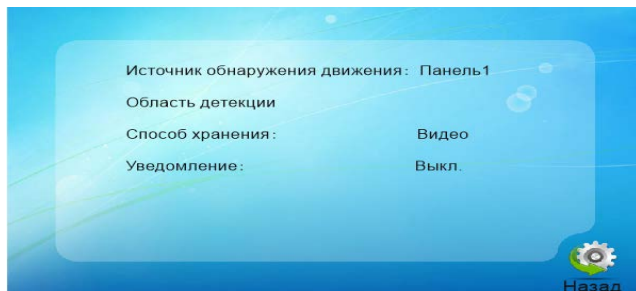 Источник обнаружения движения: Панель1
Область детекции
Способ хранения: Видео
Уведомление: Выкл.
Назад